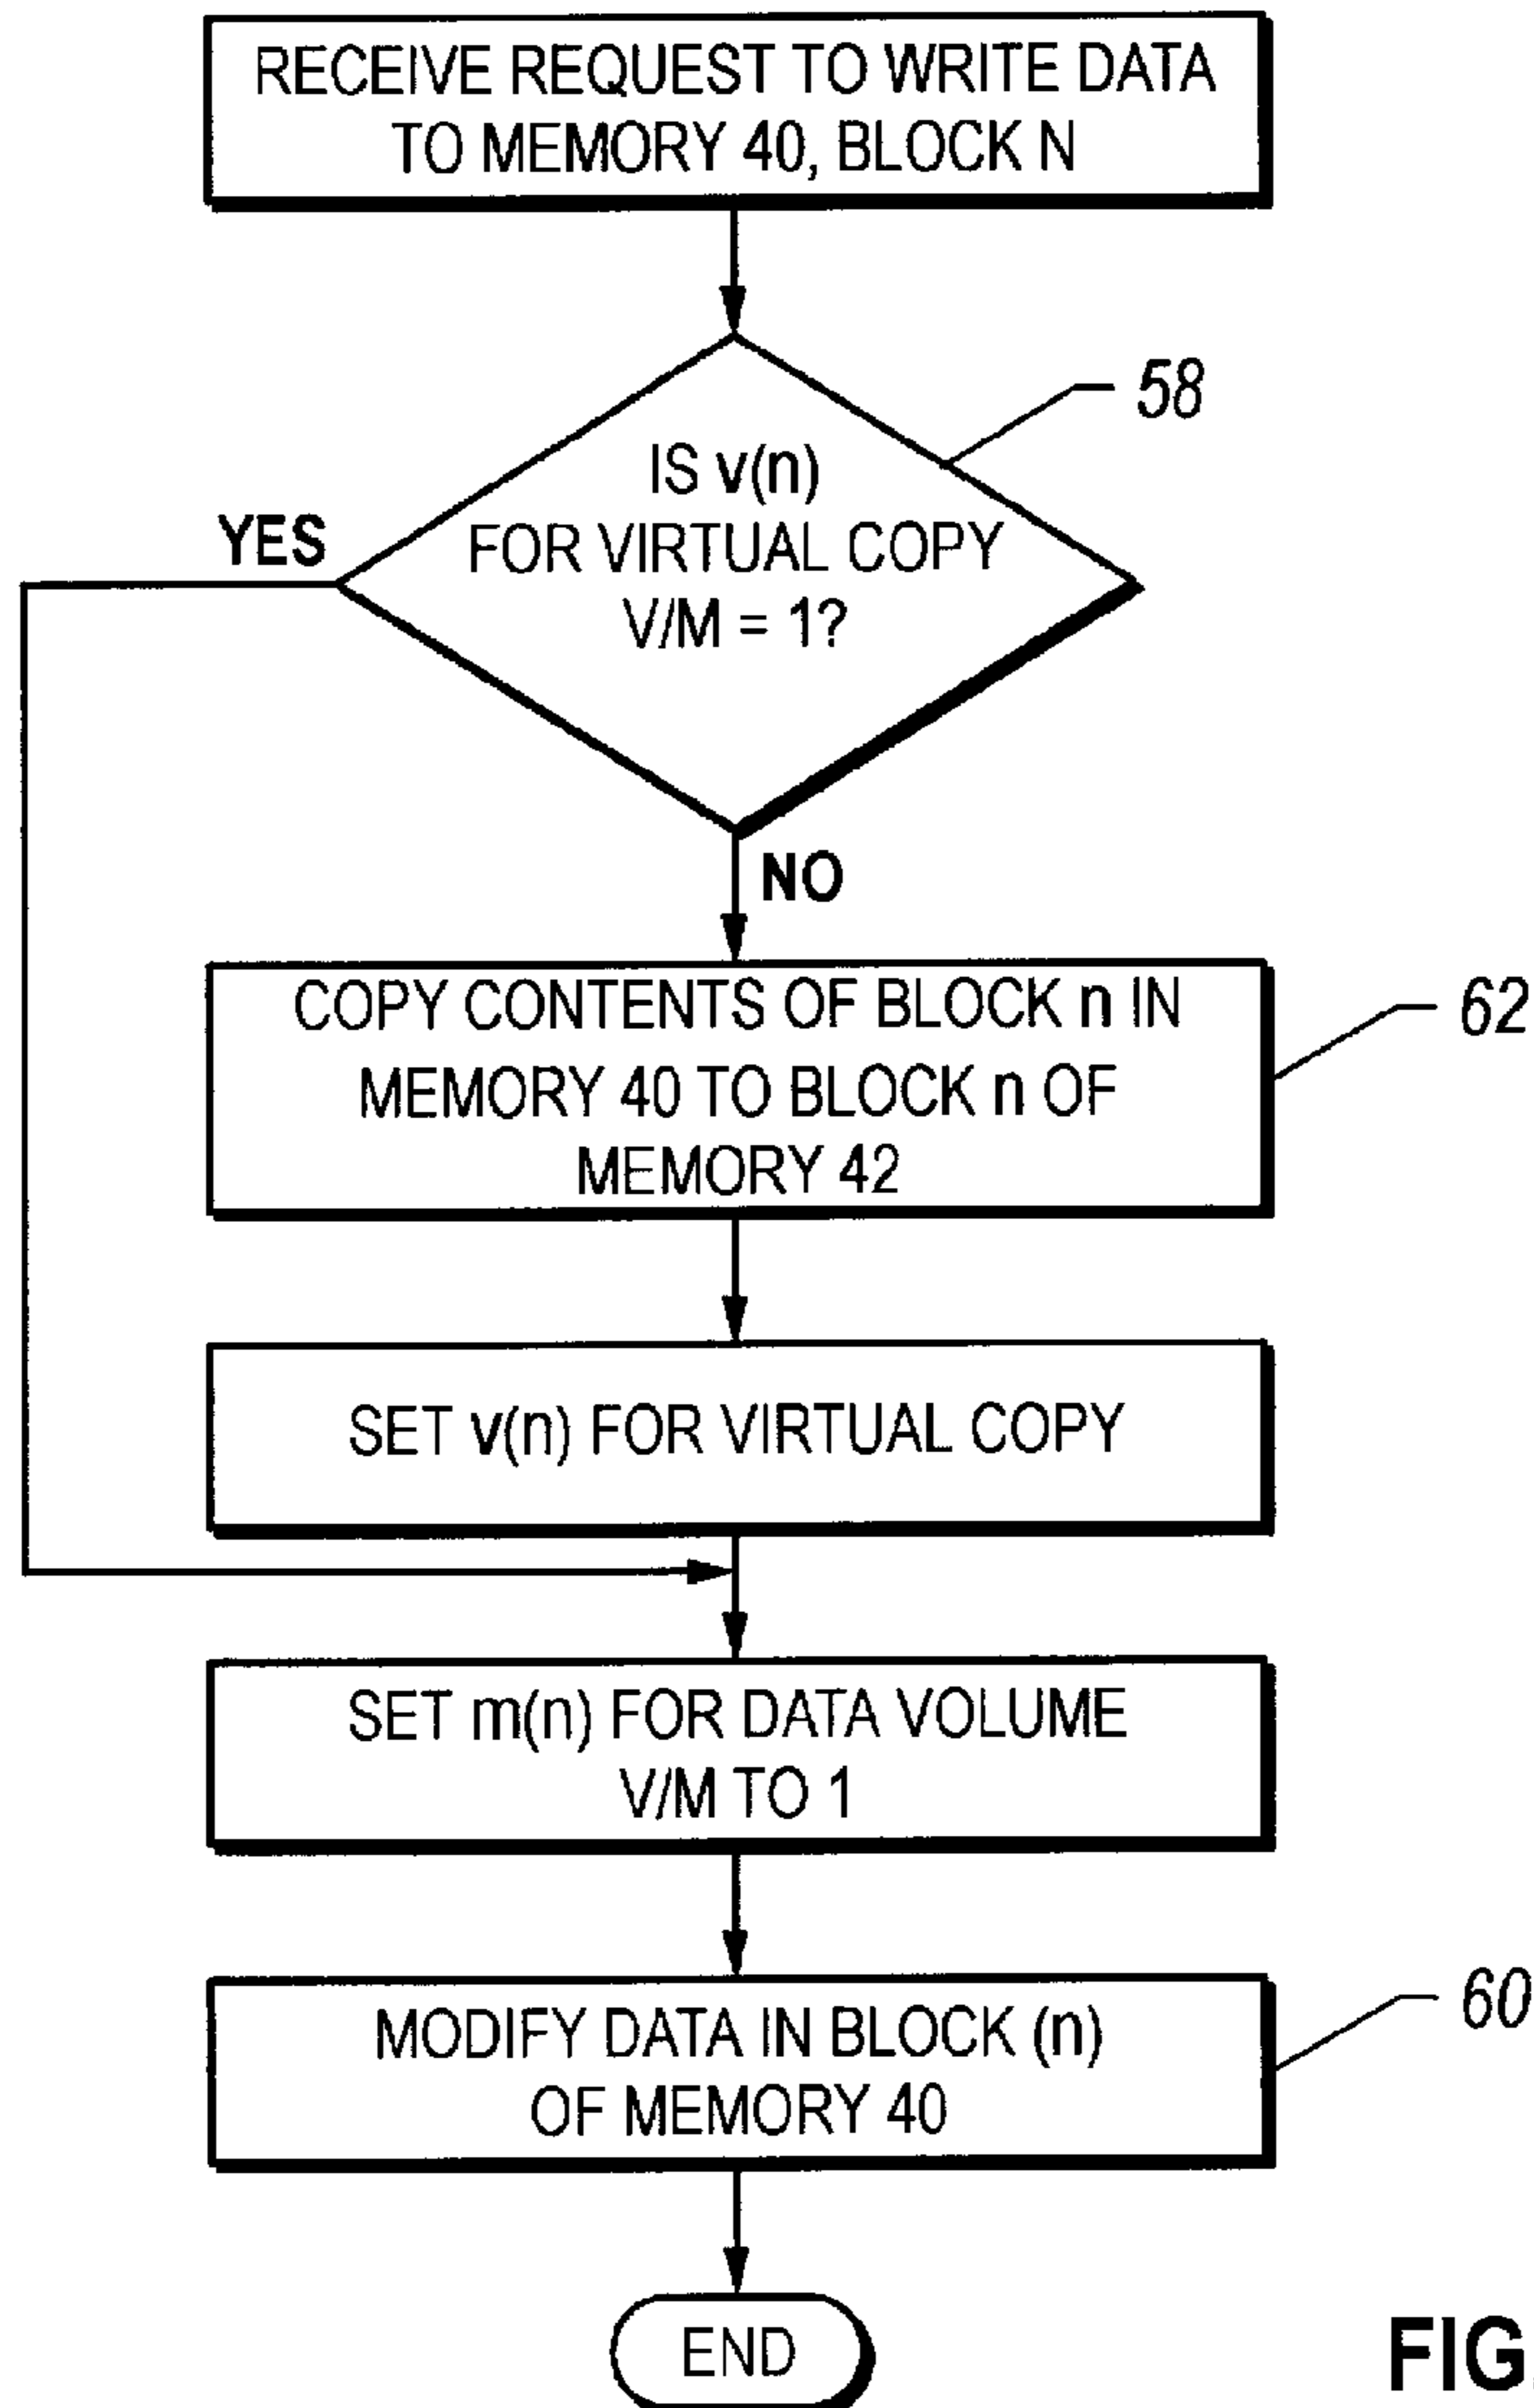 RECEIVE REQUEST TO WRITE DATA
TO MEMORY 40, BLOCK N
58
IS v(n)
FOR VIRTUAL COPY
V/M = 1?
YES
NO
COPY CONTENTS OF BLOCK n IN
MEMORY 40 TO BLOCK n OF
MEMORY 42
62
SET v(n) FOR VIRTUAL COPY
SET m(n) FOR DATA VOLUME
V/M TO 1
MODIFY DATA IN BLOCK (n)
OF MEMORY 40
60
END
FIG.